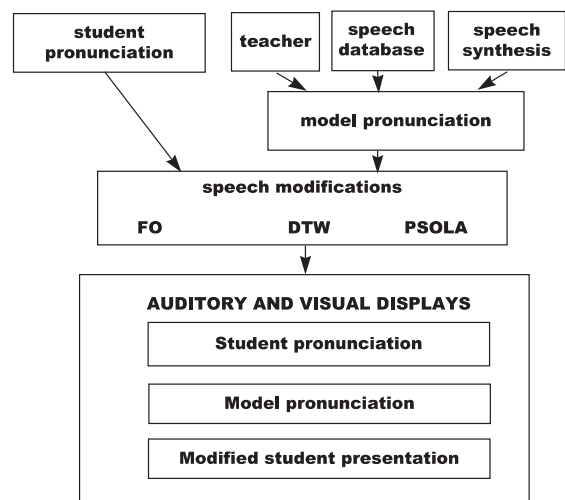 student
pronunciation
teacher
speech
database
speech
synthesis
model pronunciation
speech modifications
FO DTW PSOLA
AUDITORY AND VISUAL DISPLAYS
Student pronunciation
Model pronunciation
Modified student presentation